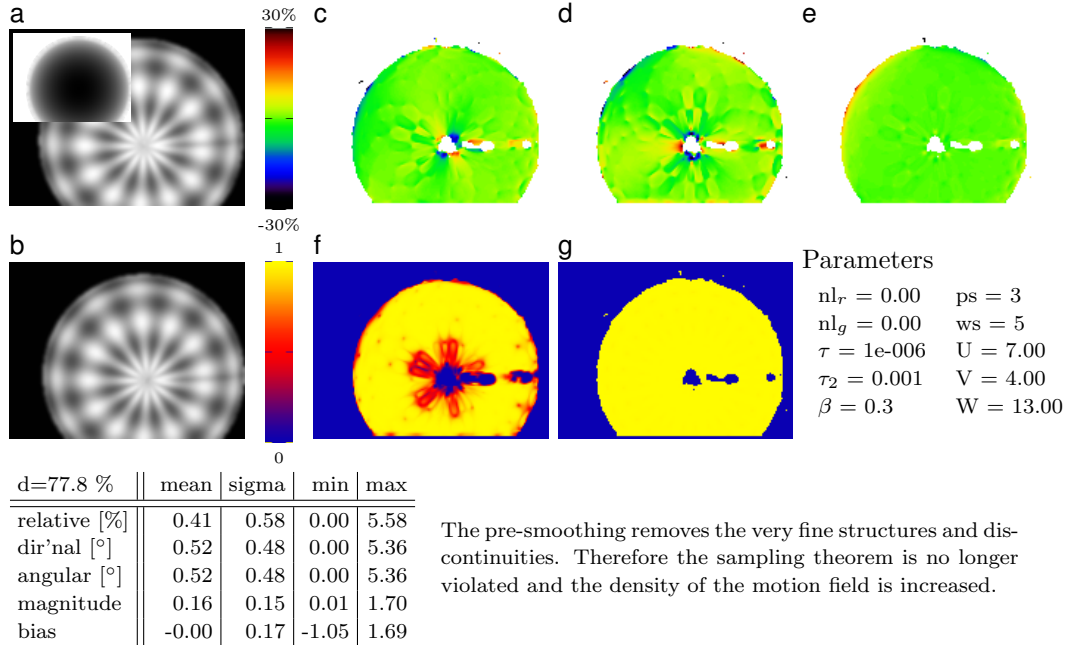 a
30%
c
d
e
-30%
b
1
f
g
0
Parameters
nl_r = 0.00 ps = 3
nl_g = 0.00 ws = 5
τ = 1e-006 U = 7.00
τ_2 = 0.001 V = 4.00
β = 0.3 W = 13.00
d=77.8 % mean sigma min max
relative [%] 0.41 0.58 0.00 5.58
dir'nal [°] 0.52 0.48 0.00 5.36
angular [°] 0.52 0.48 0.00 5.36
magnitude 0.16 0.15 0.01 1.70
bias -0.00 0.17 -1.05 1.69
The pre-smoothing removes the very fine structures and dis-
continuities. Therefore the sampling theorem is no longer
violated and the density of the motion field is increased.